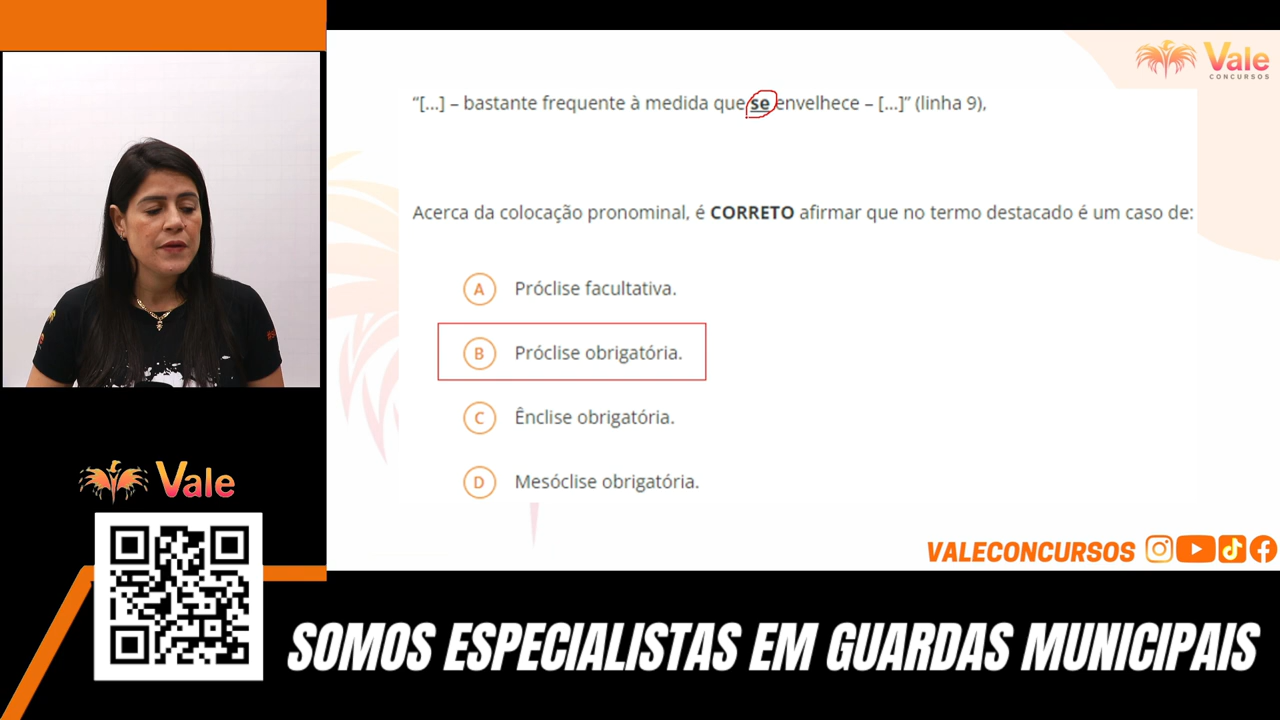 Vale
CONCURSOS
“[...] – bastante frequente à medida que se envelhece – [...]” (linha 9),
Acerca da colocação pronominal, é CORRETO afirmar que no termo destacado é um caso de:
A Próclise facultativa.
B Próclise obrigatória.
C Ênclise obrigatória.
D Mesóclise obrigatória.
Vale
VALECONCURSOS
SOMOS ESPECIALISTAS EM GUARDAS MUNICIPAIS